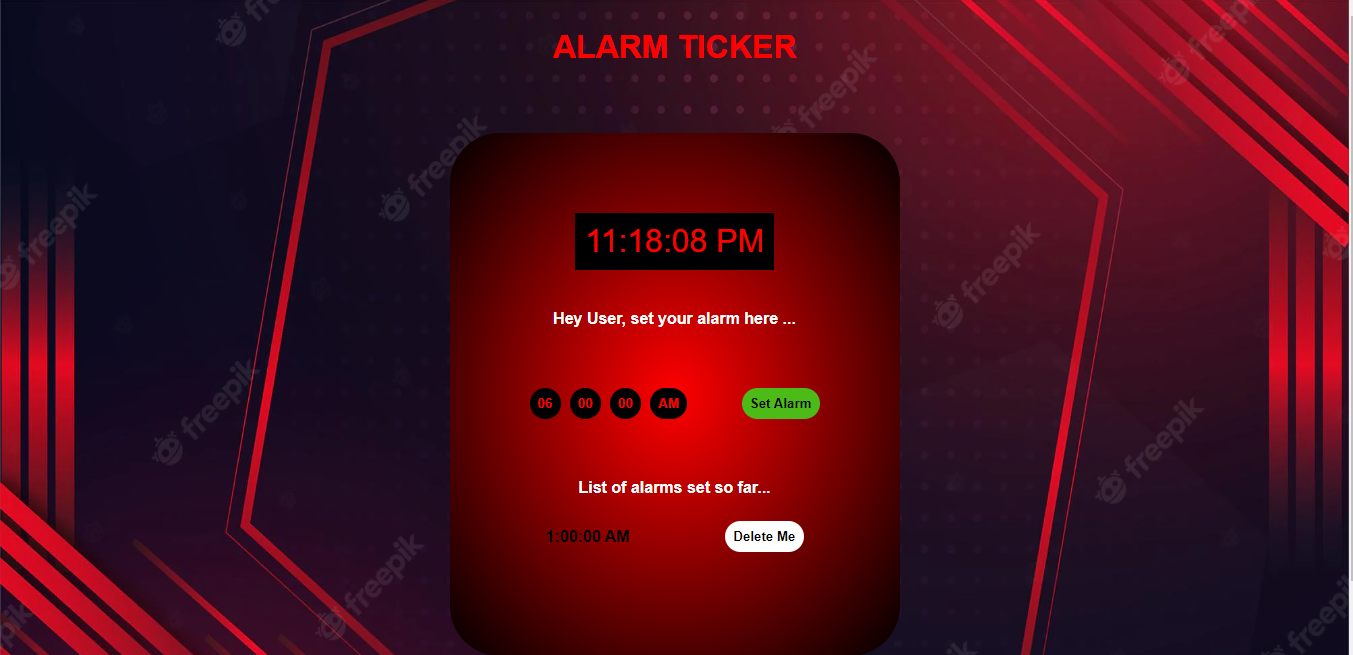 ALARM TICKER
11:18:08 PM
Hey User, set your alarm here ...
06 00 00 AM Set Alarm
List of alarms set so far...
1:00:00 AM Delete Me
freepik
freepik
freepik
freepik
freepik
freepik
freepik
freepik